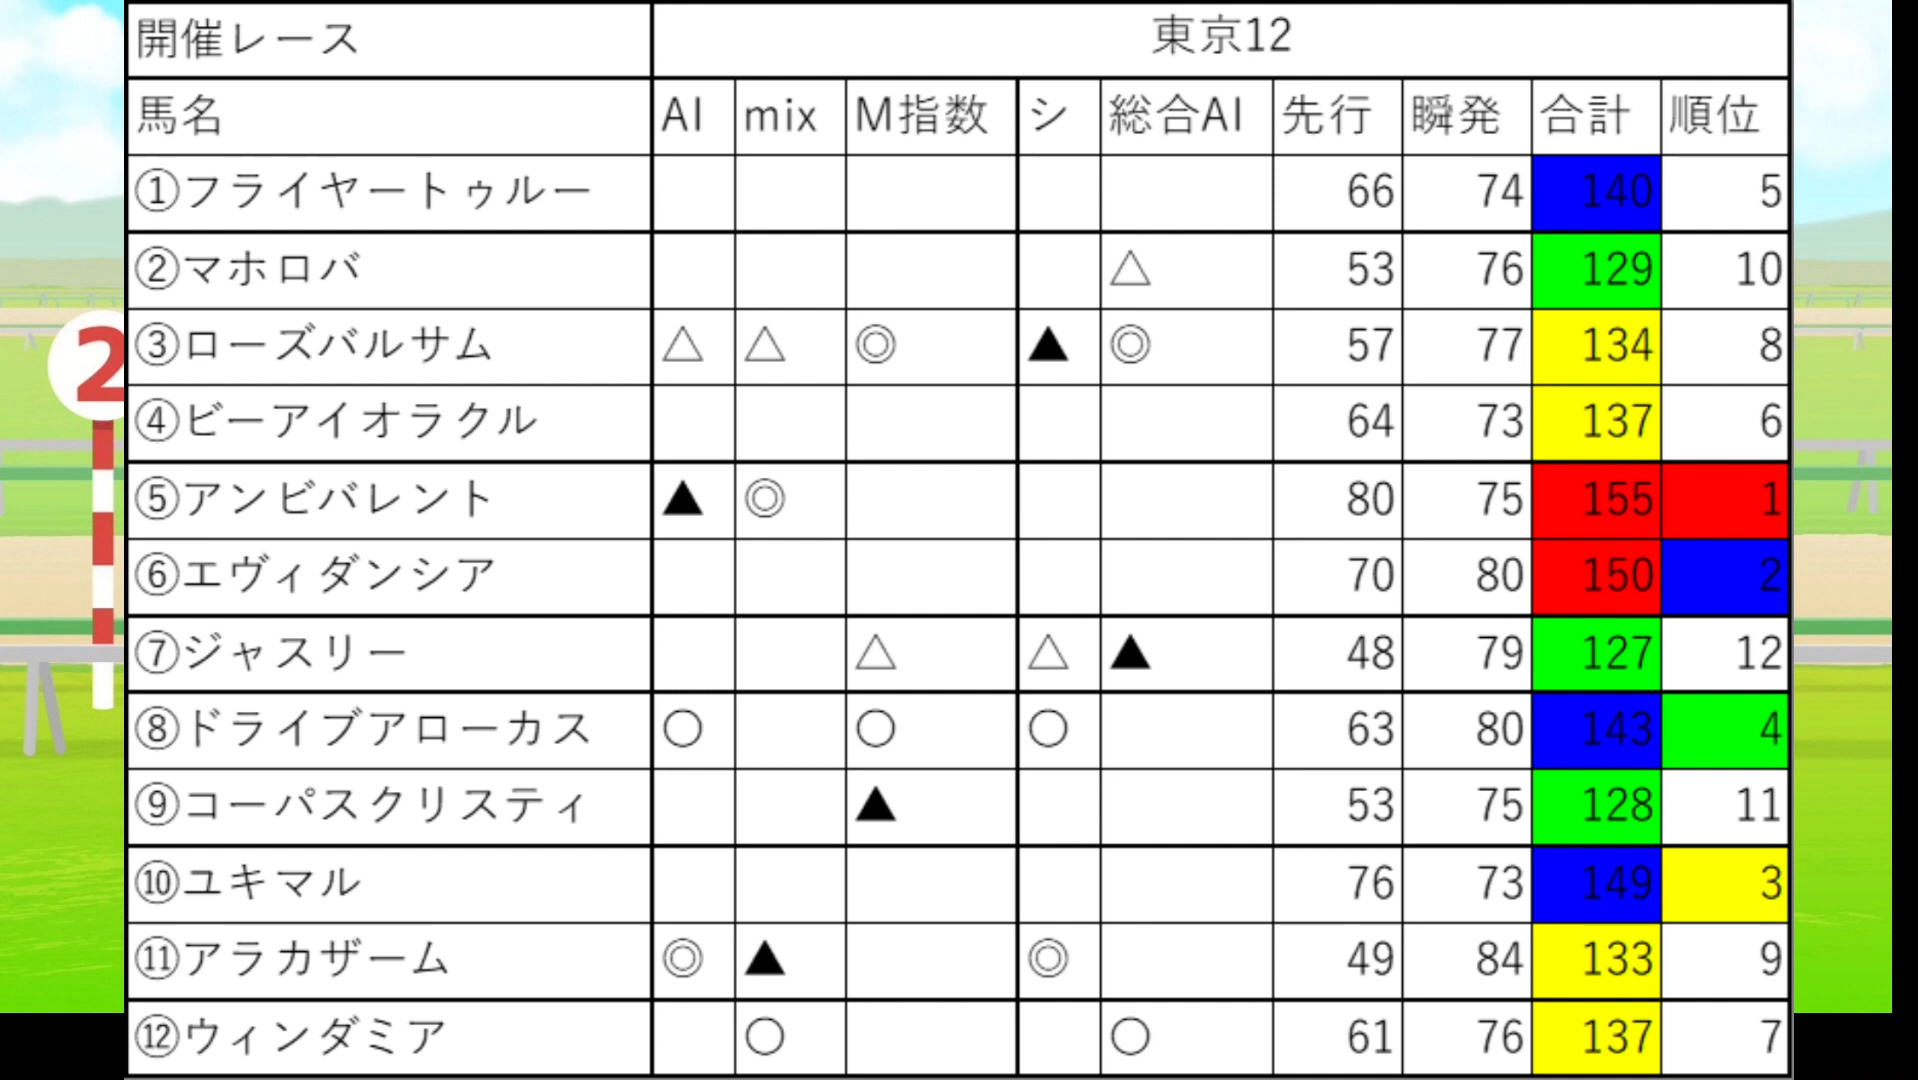 開催レース 東京12
馬名 AI mix M指数 シ 総合AI 先行 瞬発 合計 順位
①フライヤートゥルー 66 74 140 5
②マホロバ △ 53 76 129 10
③ローズバルサム △ △ ◎ ▲ ◎ 57 77 134 8
④ビーアイオラクル 64 73 137 6
⑤アンビバレント ▲ ◎ 80 75 155 1
⑥エヴィダンシア 70 80 150 2
⑦ジャスリー △ △ ▲ 48 79 127 12
⑧ドライブアローカス ○ ○ ○ 63 80 143 4
⑨コーパスクリスティ ▲ 53 75 128 11
⑩ユキマル 76 73 149 3
⑪アラカザーム ◎ ▲ ◎ 49 84 133 9
⑫ウィンダミア ○ ○ 61 76 137 7
2